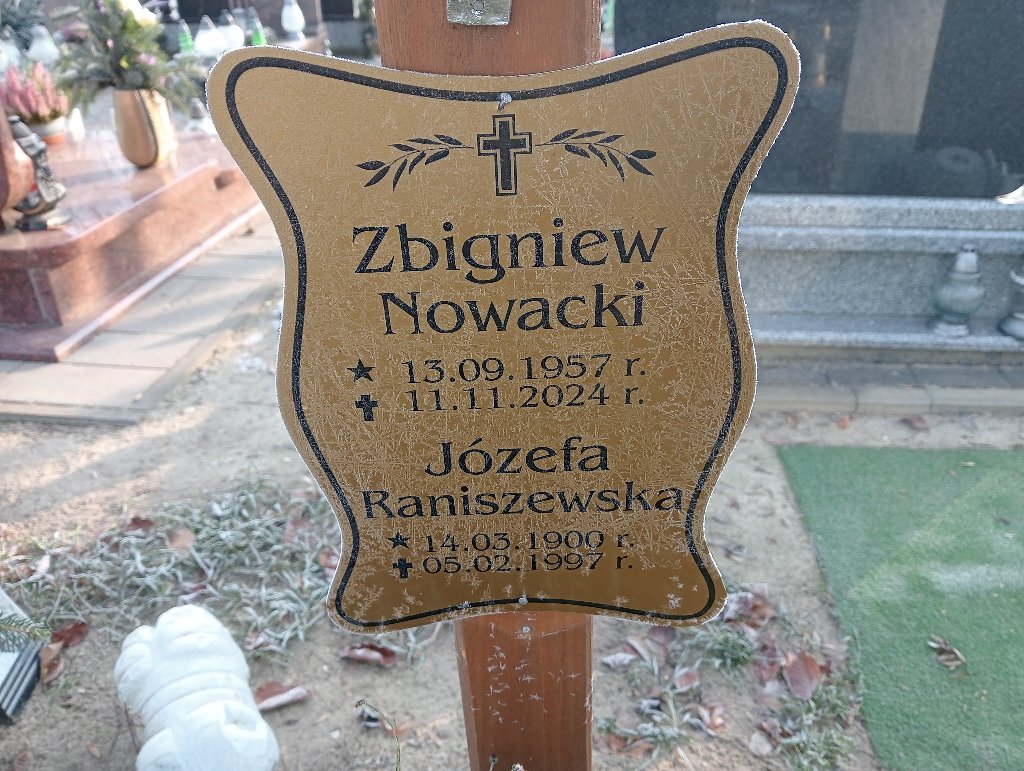 Zbigniew
Nowacki
13.09.1957 r.
11.11.2024 r.
Józefa
Raniszewska
14.03.1900 r.
05.02.1997 r.